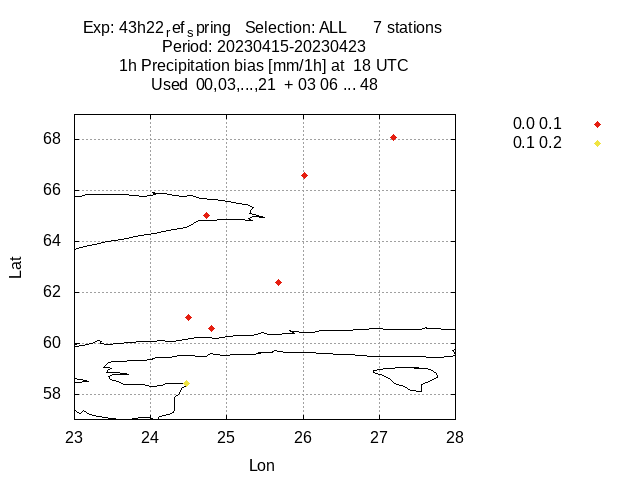 Exp: 43h22refspring   Selection: ALL      7 stations
Period: 20230415-20230423
1h Precipitation bias [mm/1h] at  18 UTC
Used  00,03,...,21  + 03 06 ... 48
0.0 0.1
0.1 0.2
68
66
64
62
60
58
Lat
23 24 25 26 27 28
Lon